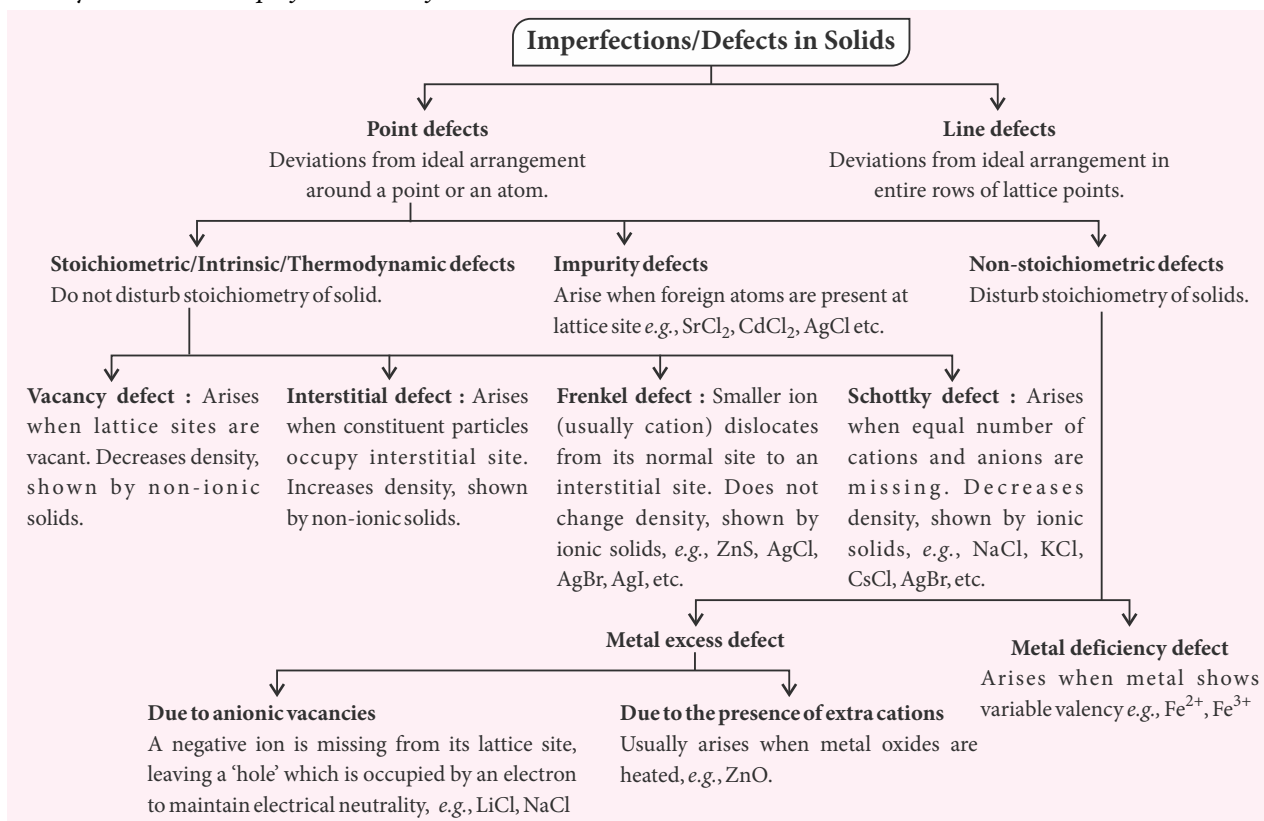 Imperfections/Defects in Solids
Point defects
Deviations from ideal arrangement
around a point or an atom.
Line defects
Deviations from ideal arrangement in
entire rows of lattice points.
Stoichiometric/Intrinsic/Thermodynamic defects
Do not disturb stoichiometry of solid.
Impurity defects
Arise when foreign atoms are present at
lattice site e.g., SrCl₂, CdCl₂, AgCl etc.
Non-stoichiometric defects
Disturb stoichiometry of solids.
Vacancy defect : Arises
when lattice sites are
vacant. Decreases density,
shown by non-ionic
solids.
Interstitial defect : Arises
when constituent particles
occupy interstitial site.
Increases density, shown
by non-ionic solids.
Frenkel defect : Smaller ion
(usually cation) dislocates
from its normal site to an
interstitial site. Does not
change density, shown by
ionic solids, e.g., ZnS, AgCl,
AgBr, AgI, etc.
Schottky defect : Arises
when equal number of
cations and anions are
missing. Decreases
density, shown by ionic
solids, e.g., NaCl, KCl,
CsCl, AgBr, etc.
Metal excess defect
Metal deficiency defect
Arises when metal shows
variable valency e.g., Fe²⁺, Fe³⁺
Due to anionic vacancies
A negative ion is missing from its lattice site,
leaving a ‘hole’ which is occupied by an electron
to maintain electrical neutrality, e.g., LiCl, NaCl
Due to the presence of extra cations
Usually arises when metal oxides are
heated, e.g., ZnO.